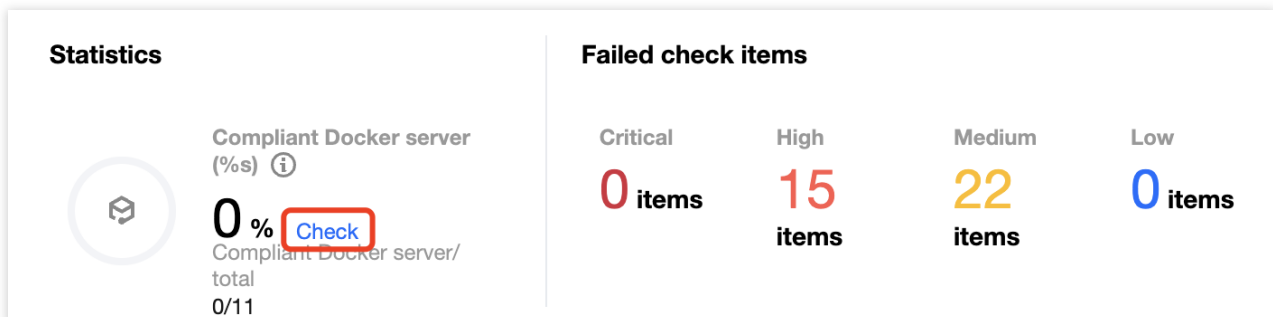 Statistics
Compliant Docker server
(%s)
0 % Check
Compliant Docker server/
total
0/11
Failed check items
Critical
0 items
High
15
items
Medium
22
items
Low
0 items